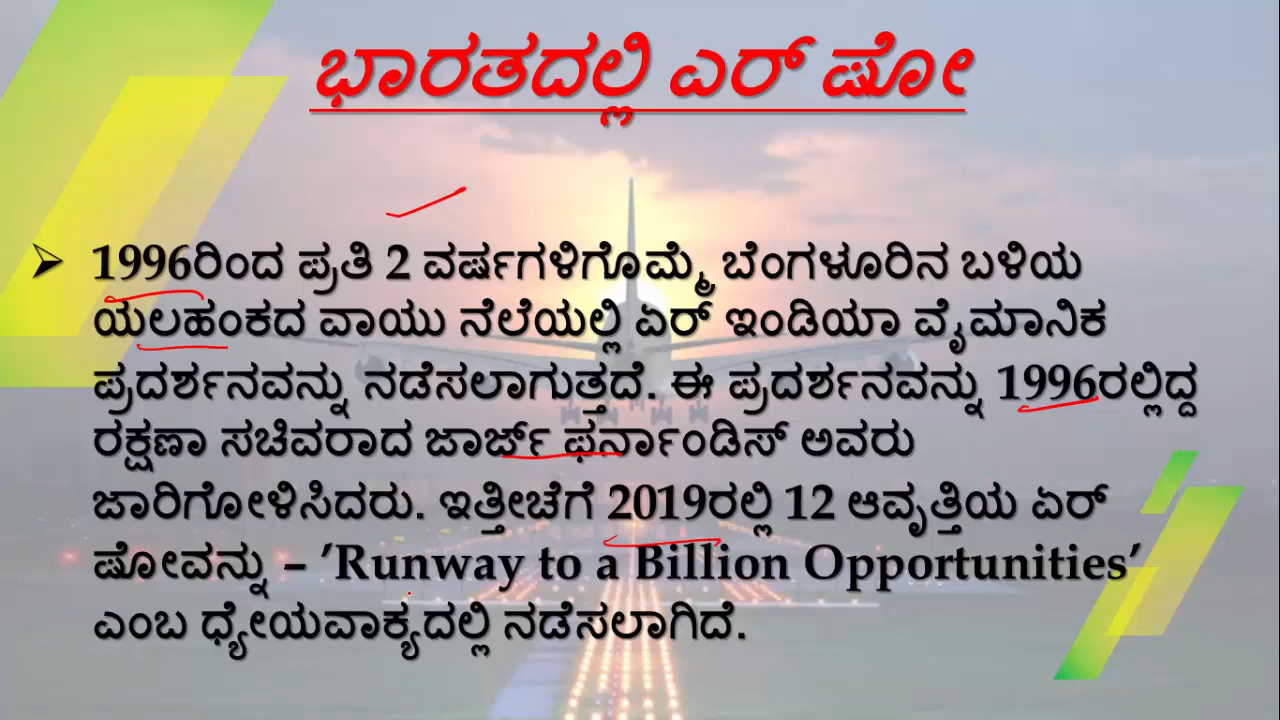 ಭಾರತದಲ್ಲಿ ಎರ್ ಷೋ
1996ರಿಂದ ಪ್ರತಿ 2 ವರ್ಷಗಳಿಗೊಮ್ಮೆ ಬೆಂಗಳೂರಿನ ಬಳಿಯ
ಯಲಹಂಕದ ವಾಯು ನೆಲೆಯಲ್ಲಿ ಏರ್ ಇಂಡಿಯಾ ವೈಮಾನಿಕ
ಪ್ರದರ್ಶನವನ್ನು ನಡೆಸಲಾಗುತ್ತದೆ. ಈ ಪ್ರದರ್ಶನವನ್ನು 1996ರಲ್ಲಿದ್ದ
ರಕ್ಷಣಾ ಸಚಿವರಾದ ಜಾರ್ಜ್ ಫರ್ನಾಂಡಿಸ್ ಅವರು
ಜಾರಿಗೋಳಿಸಿದರು. ಇತ್ತೀಚೆಗೆ 2019ರಲ್ಲಿ 12 ಆವೃತ್ತಿಯ ಏರ್
ಷೋವನ್ನು – ’Runway to a Billion Opportunities’
ಎಂಬ ಧ್ಯೇಯವಾಕ್ಯದಲ್ಲಿ ನಡೆಸಲಾಗಿದೆ.